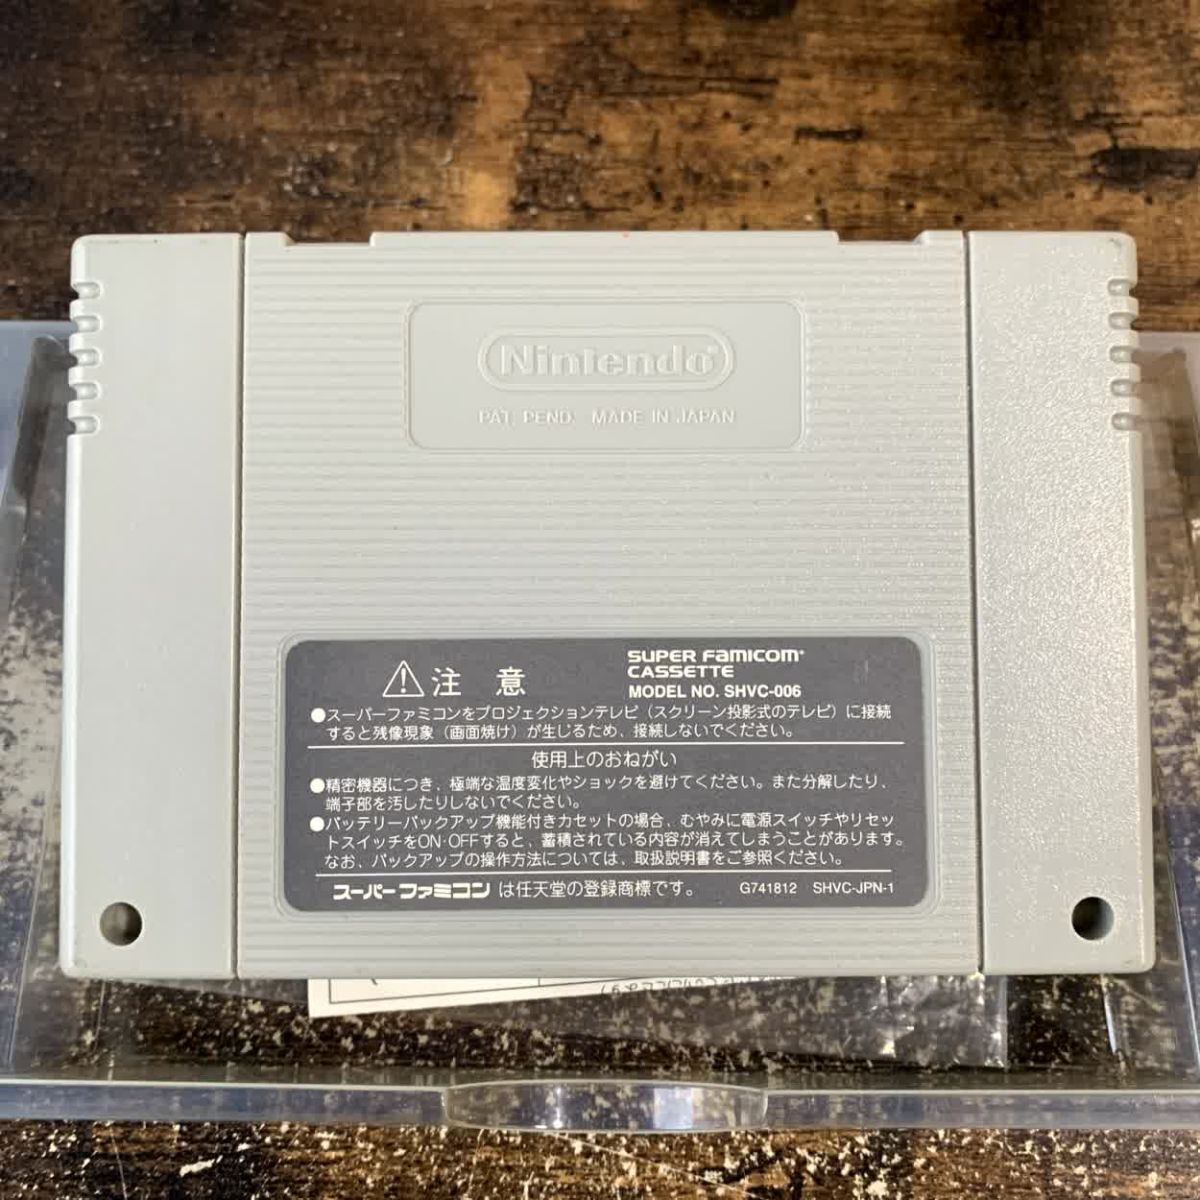 Nintendo
PAT. PEND. MADE IN JAPAN
注 意
SUPER FAMICOM
CASSETTE
MODEL NO. SHVC-006
●スーパーファミコンをプロジェクションテレビ(スクリーン投影式のテレビ)に接続
すると残像現象(画面焼け)が生じるため、接続しないでください。
使用上のおねがい
●精密機器につき、極端な温度変化やショックを避けてください。また分解したり、
端子部を汚したりしないでください。
●バッテリーバックアップ機能付きカセットの場合、むやみに電源スイッチやリセッ
トスイッチをON・OFFすると、蓄積されている内容が消えてしまうことがあります。
なお、バックアップの操作方法については、取扱説明書をご参照ください。
スーパーファミコン は任天堂の登録商標です。 G741812 SHVC-JPN-1